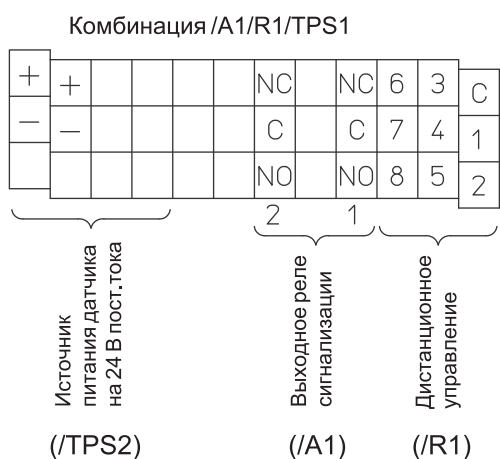 Комбинация /A1/R1/TPS1
+ + NC NC 6 3 C
− − C C 7 4 1
NO NO 8 5 2
2 1
Источник
питания датчика
на 24 В пост.тока
Выходное реле
сигнализации
Дистанционное
управление
(/TPS2) (/A1) (/R1)